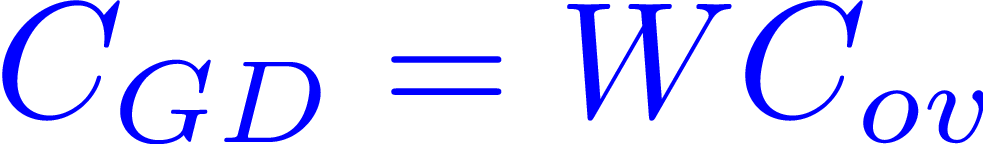 C_{GD} = WC_{ov}